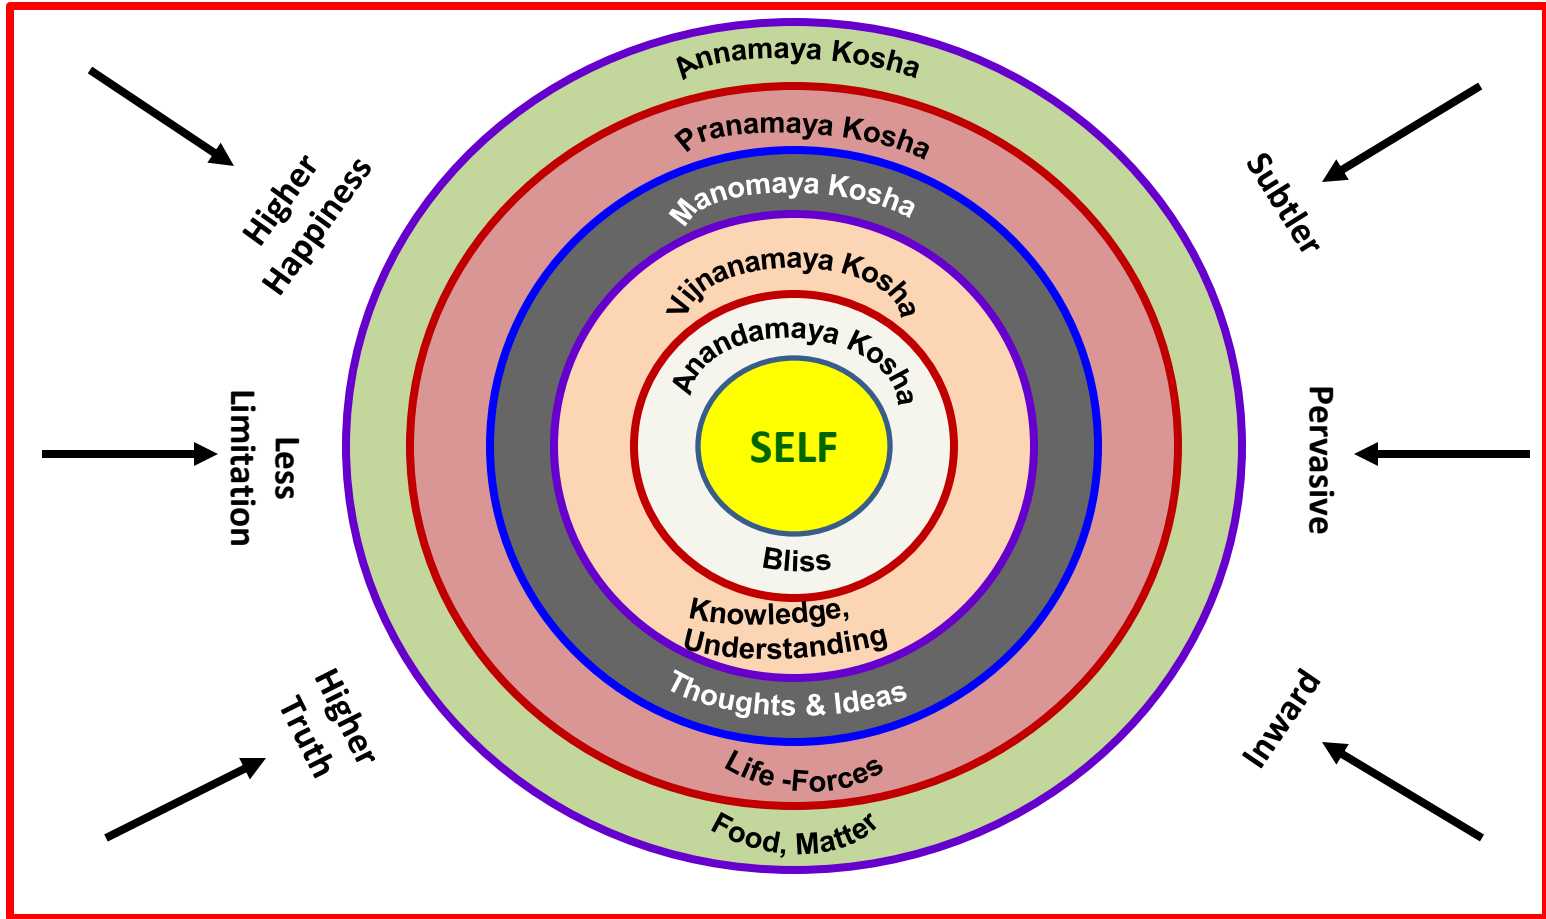 Annamaya Kosha
Pranamaya Kosha
Manomaya Kosha
Vijnanamaya Kosha
Anandamaya Kosha
SELF
Bliss
Knowledge,
Understanding
Thoughts & Ideas
Life -Forces
Food, Matter
Higher
Happiness
Less
Limitation
Higher
Truth
Subtler
Pervasive
Inward